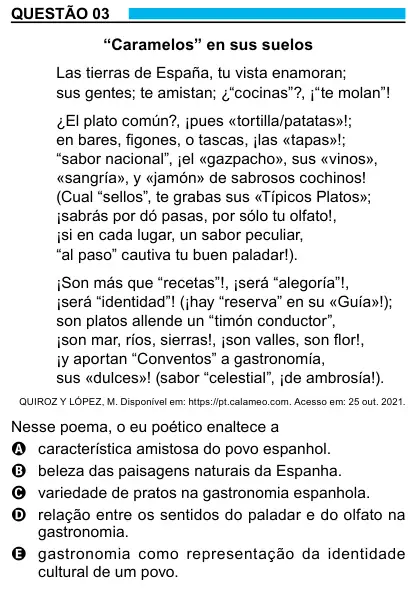 QUESTÃO 03
“Caramelos” en sus suelos
Las tierras de España, tu vista enamoran;
sus gentes; te amistan; ¿“cocinas”?, ¡“te molan”!
¿El plato común?, ¡pues «tortilla/patatas»!;
en bares, figones, o tascas, ¡las «tapas»!;
“sabor nacional”, ¡el «gazpacho», sus «vinos»,
«sangría», y «jamón» de sabrosos cochinos!
(Cual “sellos”, te grabas sus «Típicos Platos»;
¡sabrás por dó pasas, por sólo tu olfato!,
¡si en cada lugar, un sabor peculiar,
“al paso” cautiva tu buen paladar!).
¡Son más que “recetas”!, ¡será “alegoría”!,
¡será “identidad”! (¡hay “reserva” en su «Guía»!);
son platos allende un “timón conductor”,
¡son mar, ríos, sierras!, ¡son valles, son flor!,
¡y aportan “Conventos” a gastronomía,
sus «dulces»! (sabor “celestial”, ¡de ambrosía!).
QUIROZ Y LÓPEZ, M. Disponível em: https://pt.calameo.com. Acesso em: 25 out. 2021.
Nesse poema, o eu poético enaltece a
A característica amistosa do povo espanhol.
B beleza das paisagens naturais da Espanha.
C variedade de pratos na gastronomia espanhola.
D relação entre os sentidos do paladar e do olfato na
gastronomia.
E gastronomia como representação da identidade
cultural de um povo.